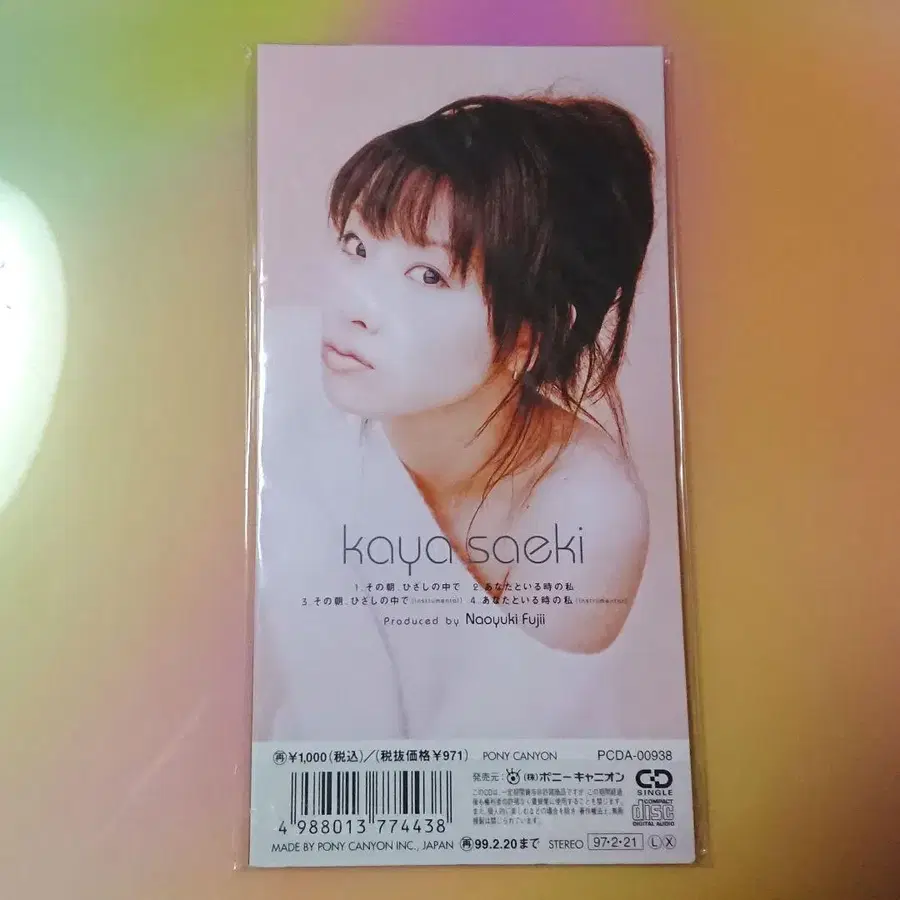 kaya saeki
1.その朝、ひざしの中で 2.あなたといる時の私
3.その朝、ひざしの中で(instrumental) 4.あなたといる時の私(instrumental)
Produced by Naoyuki Fujii
再¥1,000(税込)/(税抜価格¥971) PONY CANYON PCDA-00938
発売元: (株)ポニーキャニオン
CD
SINGLE
COMPACT
disc
DIGITAL AUDIO
4 988013 774438
MADE BY PONY CANYON INC., JAPAN 再99.2.20まで STEREO 97・2・21 L X